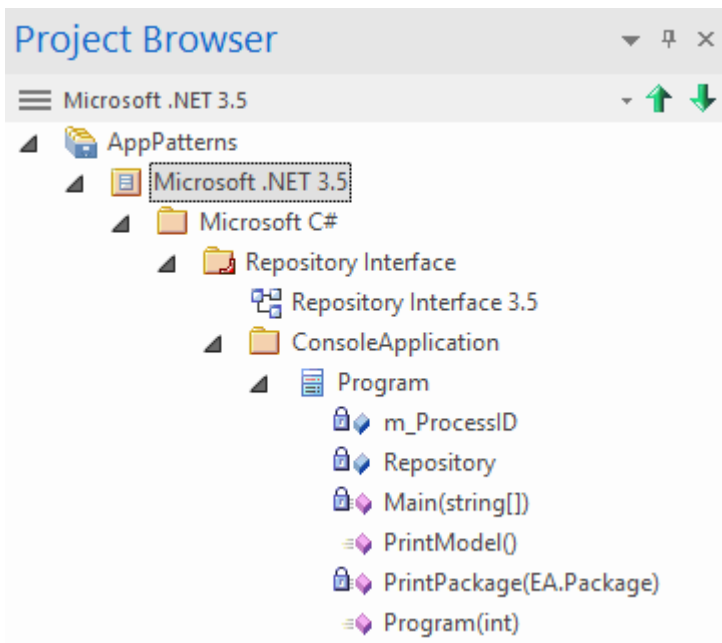 Project Browser
Microsoft .NET 3.5
AppPatterns
Microsoft .NET 3.5
Microsoft C#
Repository Interface
Repository Interface 3.5
ConsoleApplication
Program
m_ProcessID
Repository
Main(string[])
PrintModel()
PrintPackage(EA.Package)
Program(int)